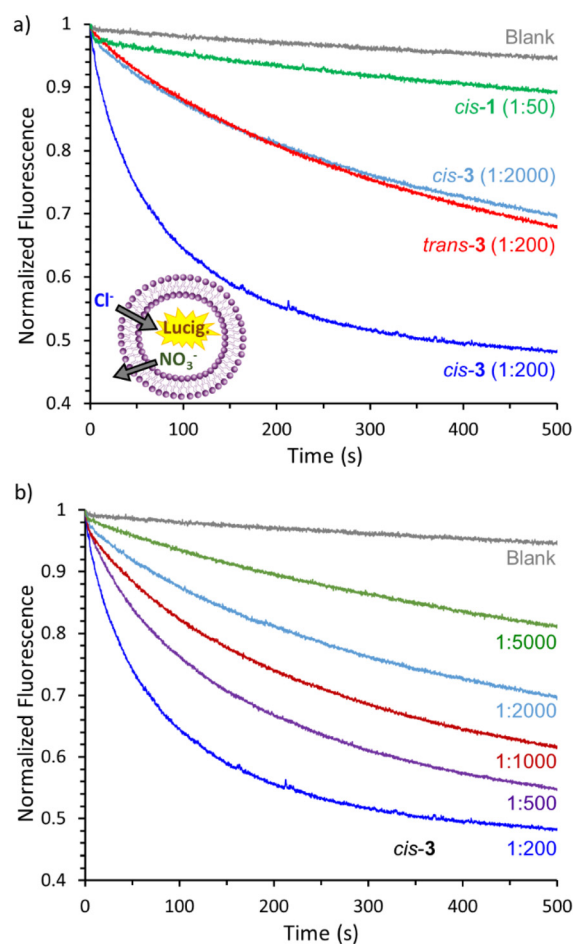 a)
1
0.9
0.8
0.7
0.6
0.5
0.4
Normalized Fluorescence
Blank
cis-1 (1:50)
cis-3 (1:2000)
trans-3 (1:200)
cis-3 (1:200)
Cl⁻
Lucig.
NO₃⁻
0 100 200 300 400 500
Time (s)
b)
1
0.9
0.8
0.7
0.6
0.5
0.4
Normalized Fluorescence
Blank
1:5000
1:2000
1:1000
1:500
cis-3 1:200
0 100 200 300 400 500
Time (s)